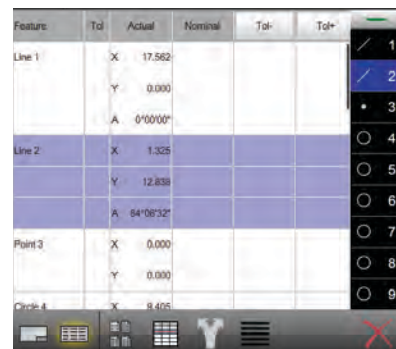 Feature Tol Actual Nominal Tol- Tol+
Line 1 X 17.562
Y 0.000
A 0°00'00"
Line 2 X 1.325
Y 12.838
A 84°06'32"
Point 3 X 0.000
Y 0.000
Circle 4 X 9.405
1
2
3
4
5
6
7
8
9